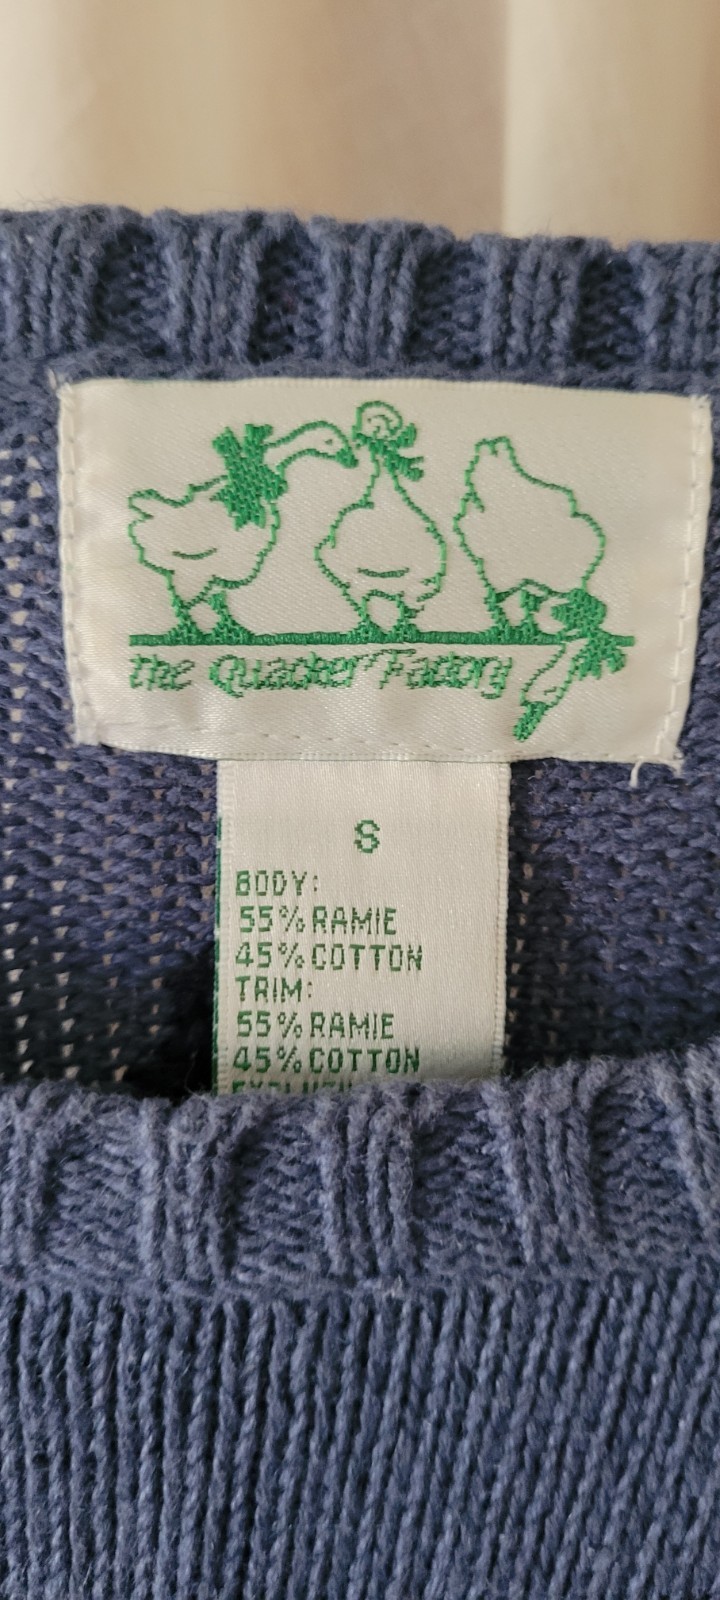 the Quacker Factory
S
BODY:
55% RAMIE
45% COTTON
TRIM:
55% RAMIE
45% COTTON